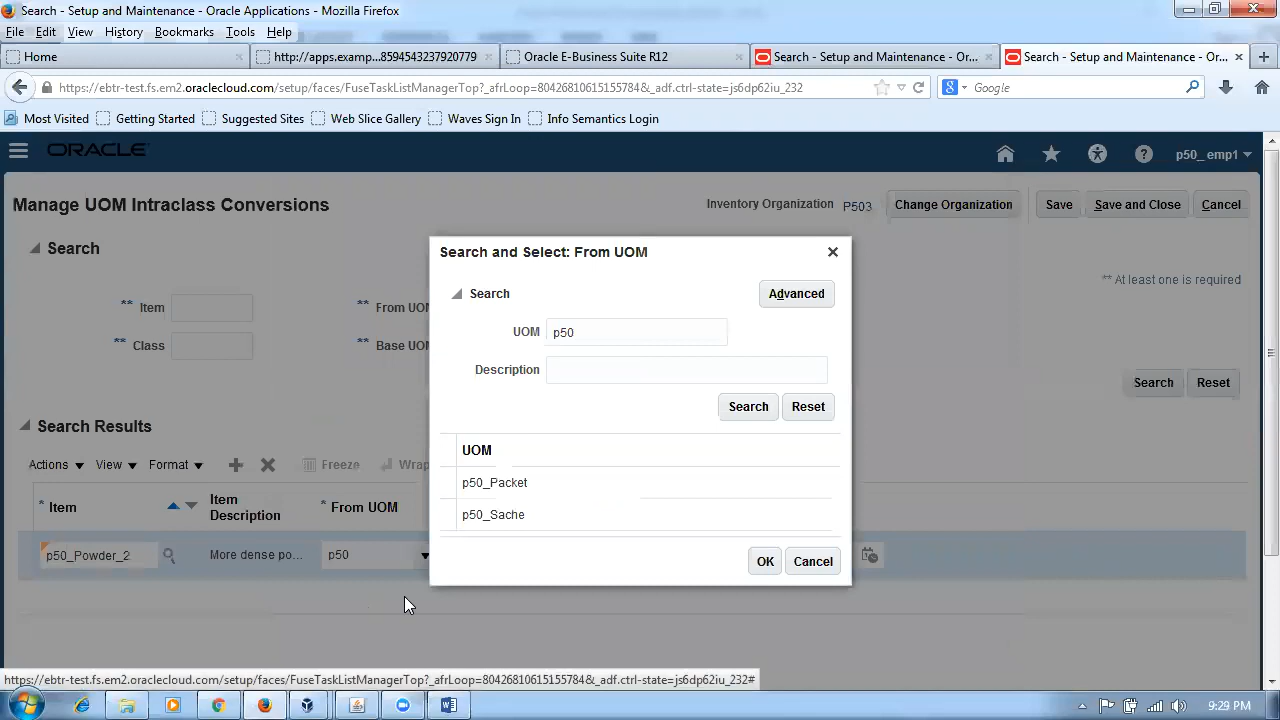 Search - Setup and Maintenance - Oracle Applications - Mozilla Firefox
File Edit View History Bookmarks Tools Help
Home
http://apps.examp...8594543237920779
Oracle E-Business Suite R12
Search - Setup and Maintenance - Or...
Search - Setup and Maintenance - Or...
https://ebtr-test.fs.em2.oraclecloud.com/setup/faces/FuseTaskListManagerTop?_afrLoop=80426810615155784&_adf.ctrl-state=js6dp62iu_232
Google
Most Visited Getting Started Suggested Sites Web Slice Gallery Waves Sign In Info Semantics London
ORACLE
p50_emp1
Manage UOM Intraclass Conversions
Inventory Organization P503
Change Organization
Save
Save and Close
Cancel
Search
** At least one is required
** Item
** From UOM
** Class
** Base UOM
Search
Reset
Search Results
Actions View Format Freeze Wrap
* Item
Item Description
* From UOM
p50_Powder_2
More dense po...
p50
Search and Select: From UOM
Search
Advanced
UOM p50
Description
Search
Reset
UOM
p50_Packet
p50_Sache
OK
Cancel
https://ebtr-test.fs.em2.oraclecloud.com/setup/faces/FuseTaskListManagerTop?_afrLoop=80426810615155784&_adf.ctrl-state=js6dp62iu_232#
9:29 PM